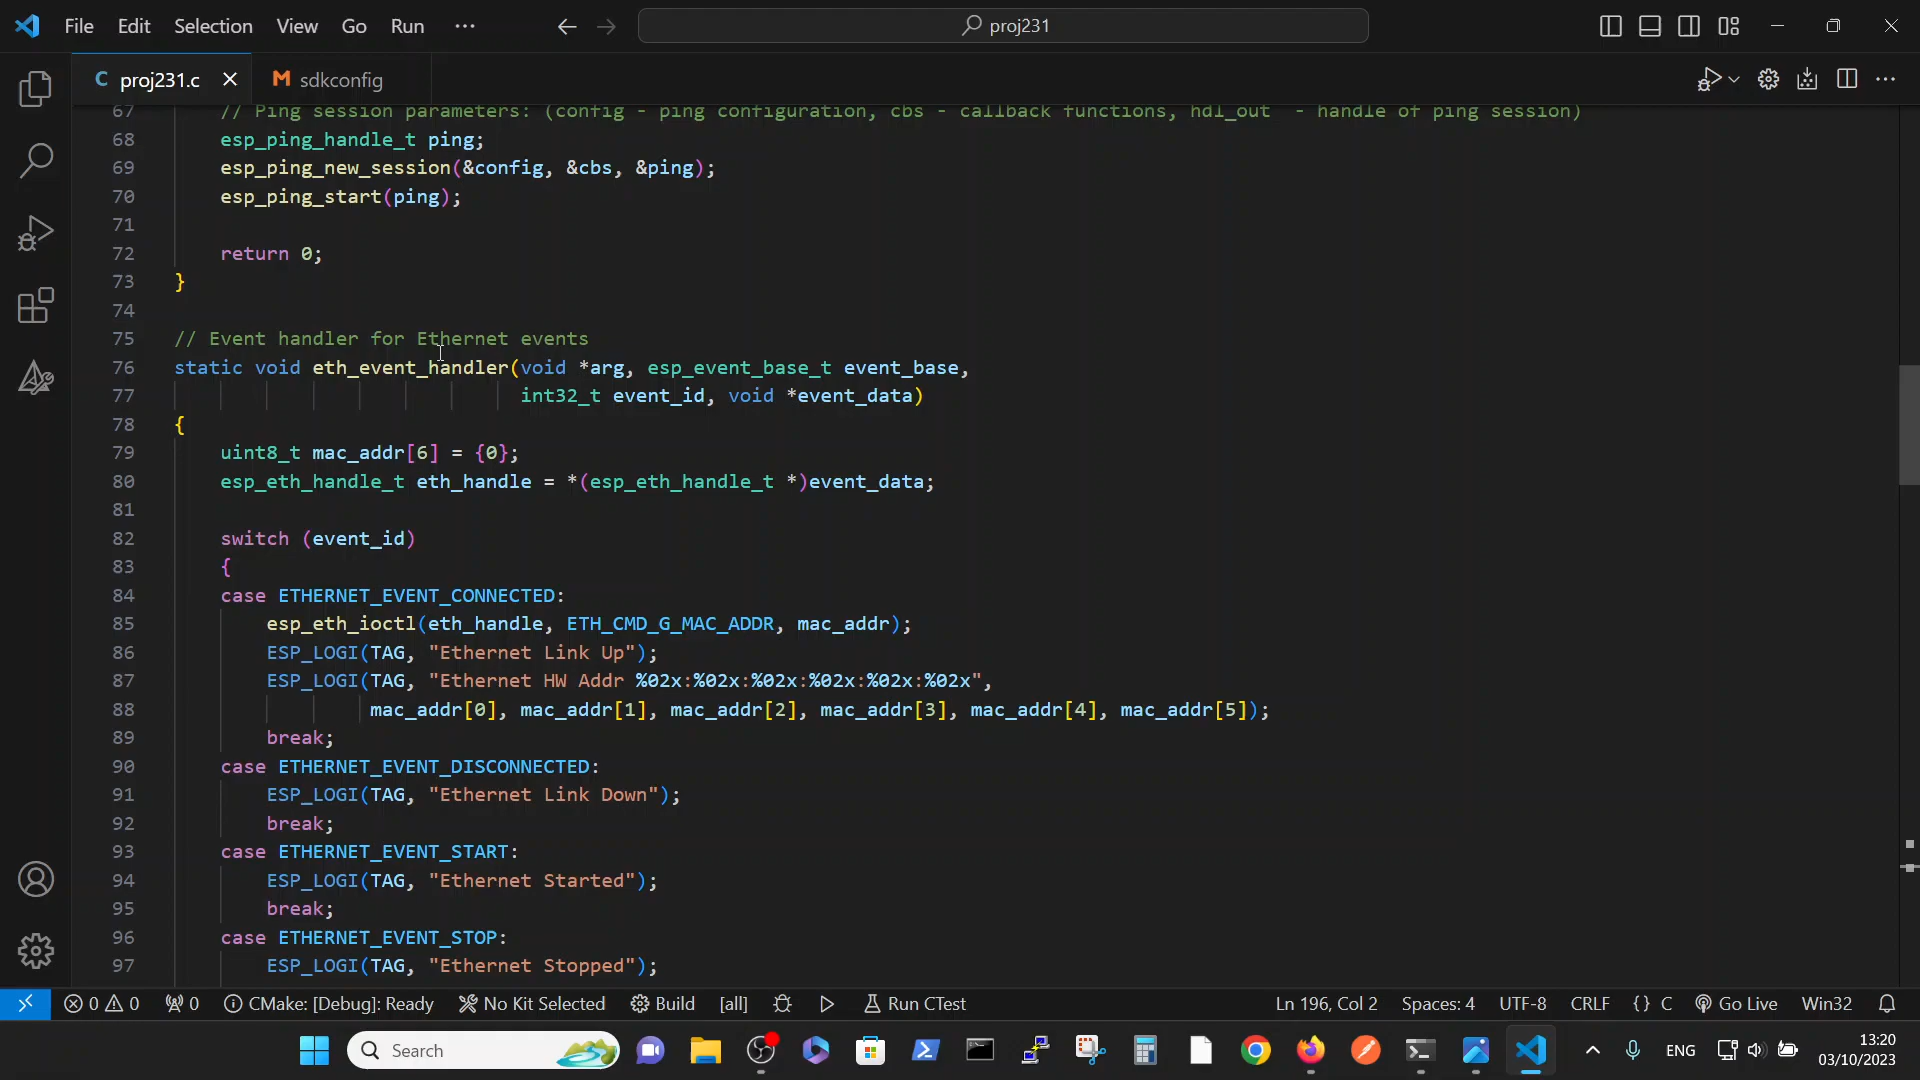 File Edit Selection View Go Run ··· proj231
C proj231.c M sdkconfig
67 // Ping session parameters: (config - ping configuration, cbs - callback functions, hdl_out - handle of ping session)
68 esp_ping_handle_t ping;
69 esp_ping_new_session(&config, &cbs, &ping);
70 esp_ping_start(ping);
71
72 return 0;
73 }
74
75 // Event handler for Ethernet events
76 static void eth_event_handler(void *arg, esp_event_base_t event_base,
77 int32_t event_id, void *event_data)
78 {
79 uint8_t mac_addr[6] = {0};
80 esp_eth_handle_t eth_handle = *(esp_eth_handle_t *)event_data;
81
82 switch (event_id)
83 {
84 case ETHERNET_EVENT_CONNECTED:
85 esp_eth_ioctl(eth_handle, ETH_CMD_G_MAC_ADDR, mac_addr);
86 ESP_LOGI(TAG, "Ethernet Link Up");
87 ESP_LOGI(TAG, "Ethernet HW Addr %02x:%02x:%02x:%02x:%02x:%02x",
88 mac_addr[0], mac_addr[1], mac_addr[2], mac_addr[3], mac_addr[4], mac_addr[5]);
89 break;
90 case ETHERNET_EVENT_DISCONNECTED:
91 ESP_LOGI(TAG, "Ethernet Link Down");
92 break;
93 case ETHERNET_EVENT_START:
94 ESP_LOGI(TAG, "Ethernet Started");
95 break;
96 case ETHERNET_EVENT_STOP:
97 ESP_LOGI(TAG, "Ethernet Stopped");
0 0 0 CMake: [Debug]: Ready No Kit Selected Build [all] Run CTest Ln 196, Col 2 Spaces: 4 UTF-8 CRLF {} C Go Live Win32
Search ENG 13:20
03/10/2023